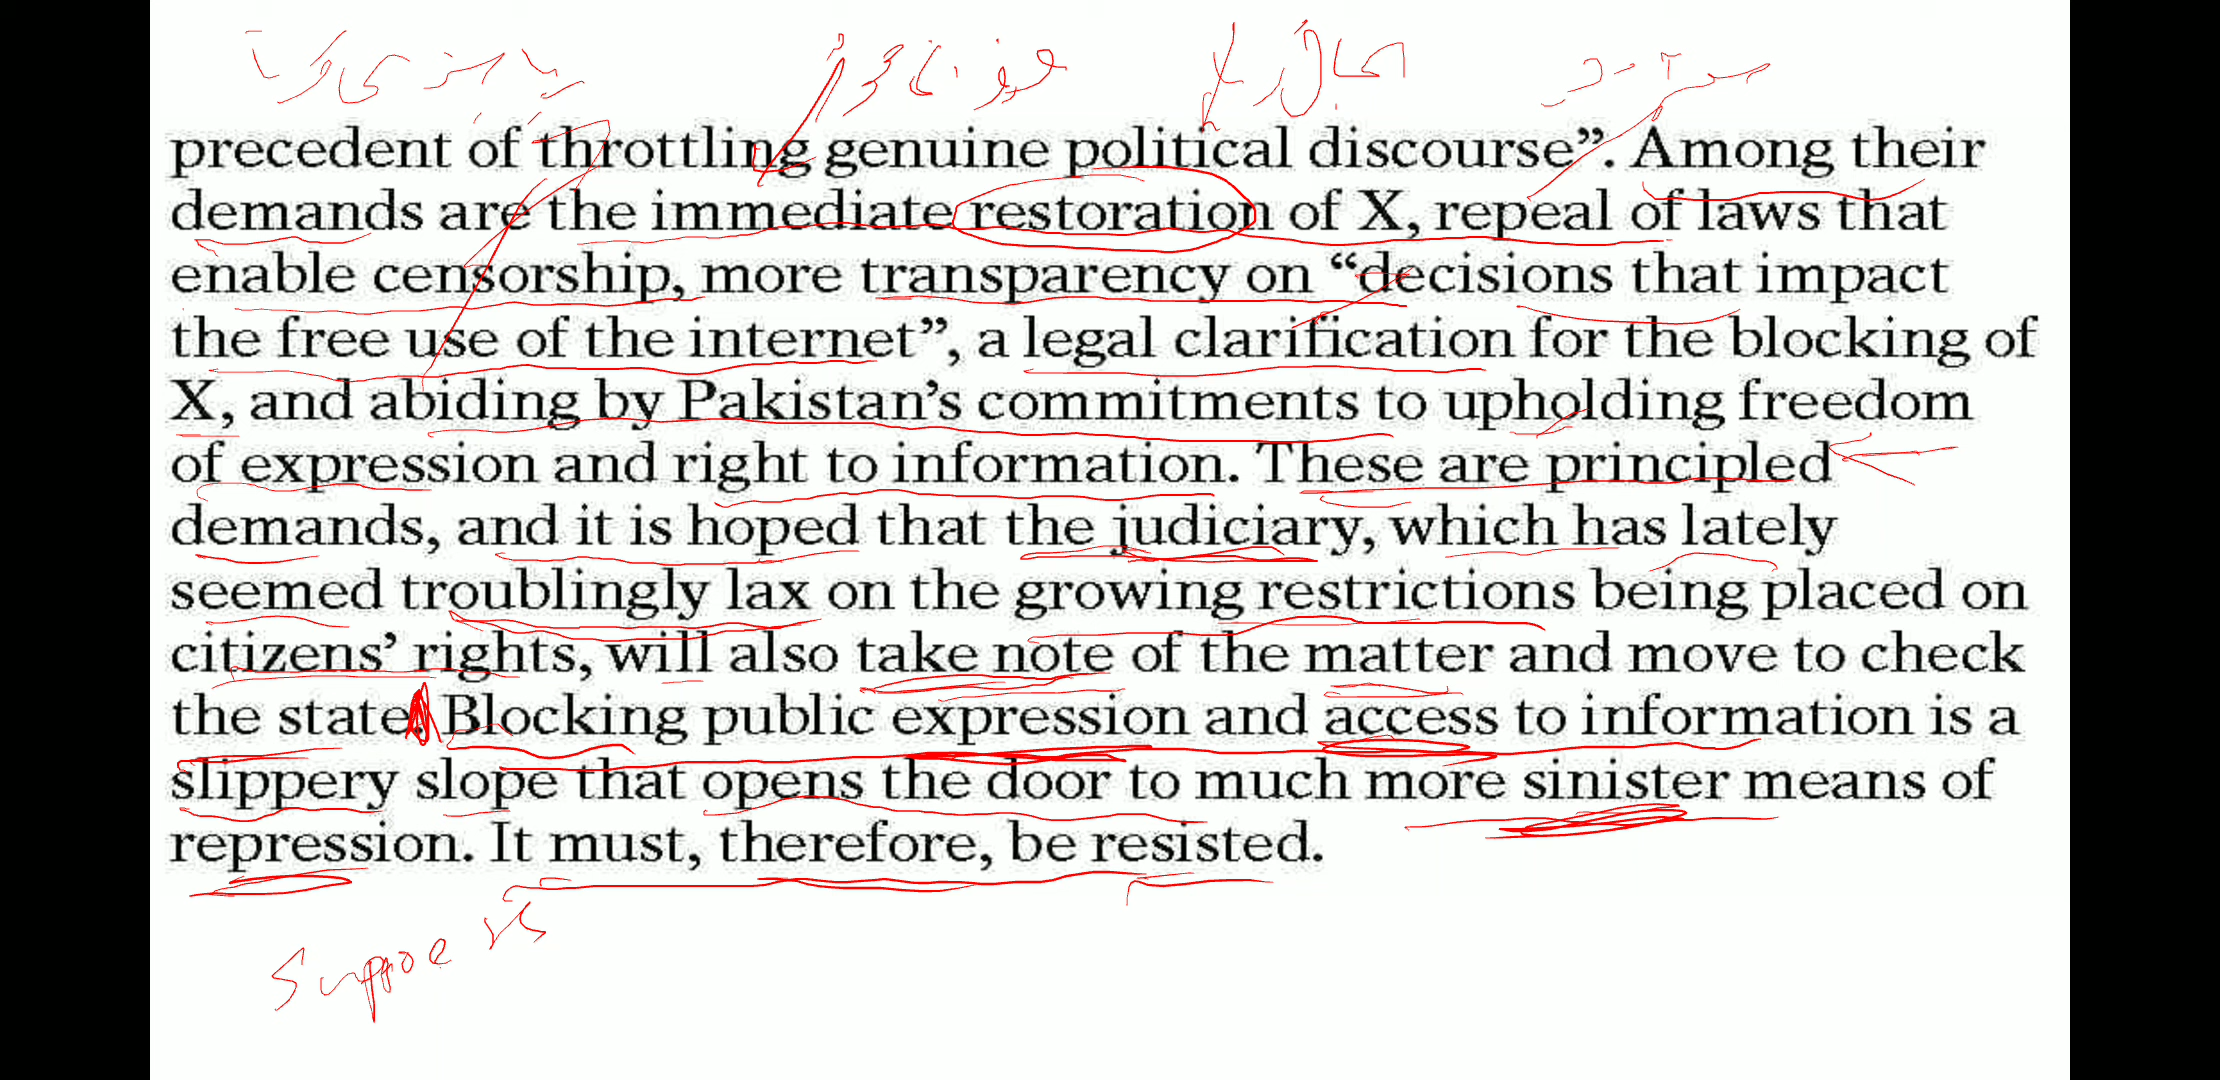 precedent of throttling genuine political discourse”. Among their
demands are the immediate restoration of X, repeal of laws that
enable censorship, more transparency on “decisions that impact
the free use of the internet”, a legal clarification for the blocking of
X, and abiding by Pakistan’s commitments to upholding freedom
of expression and right to information. These are principled
demands, and it is hoped that the judiciary, which has lately
seemed troublingly lax on the growing restrictions being placed on
citizens’ rights, will also take note of the matter and move to check
the state. Blocking public expression and access to information is a
slippery slope that opens the door to much more sinister means of
repression. It must, therefore, be resisted.